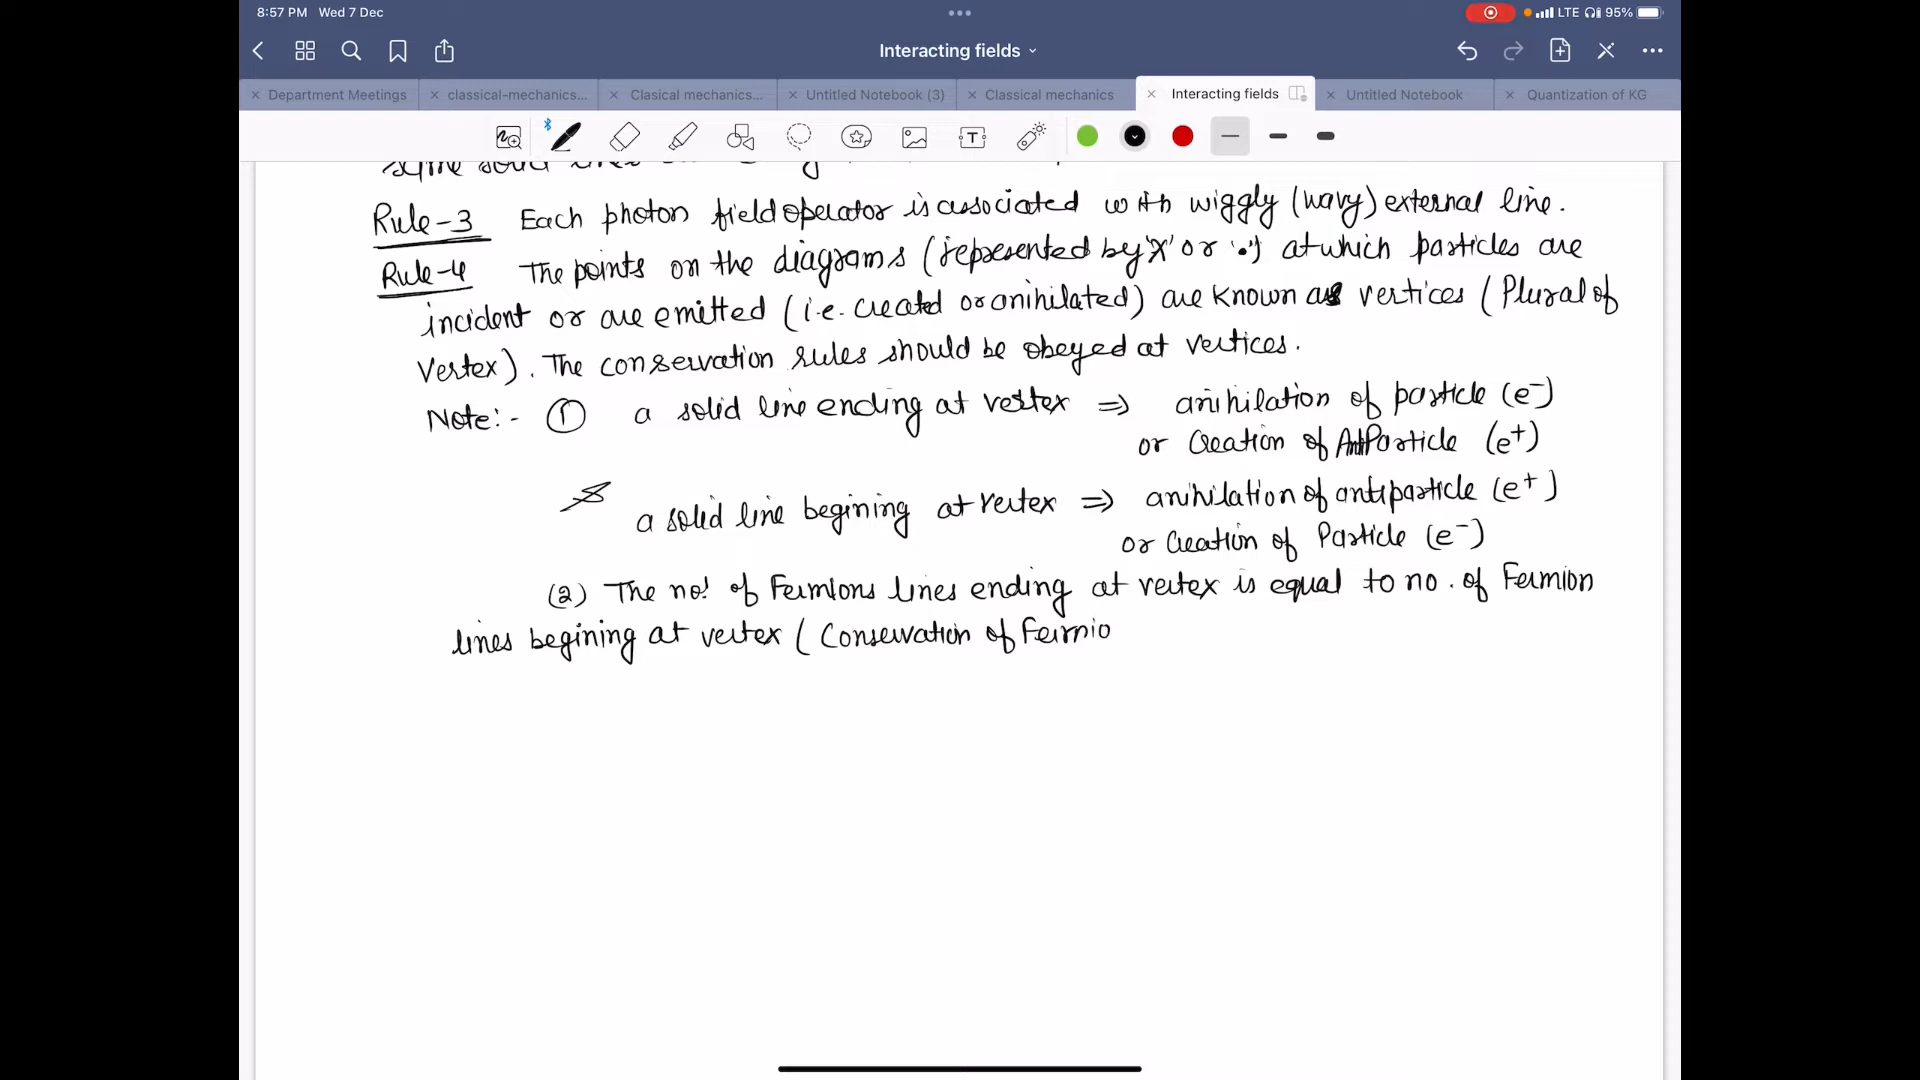 8:57 PM Wed 7 Dec
LTE 95%
Interacting fields
Department Meetings
classical-mechanics...
Clasical mechanics...
Untitled Notebook (3)
Classical mechanics
Interacting fields
Untitled Notebook
Quantization of KG
same solid lines
Rule-3 Each photon field operator is associated with wiggly (wavy) external line.
Rule-4 The points on the diagrams (represented by 'X' or '•') at which particles are
incident or are emitted (i.e. created or anihilated) are known as vertices (Plural of
Vertex). The conservation rules should be obeyed at vertices.
Note:- ① a solid line ending at vertex ⇒ anihilation of particle (e⁻)
or Creation of AntiParticle (e⁺)
a solid line begining at vertex ⇒ anihilation of antiparticle (e⁺)
or Creation of Particle (e⁻)
(2) The no. of Fermions lines ending at vertex is equal to no. of Fermion
lines begining at vertex (Conservation of Fermio